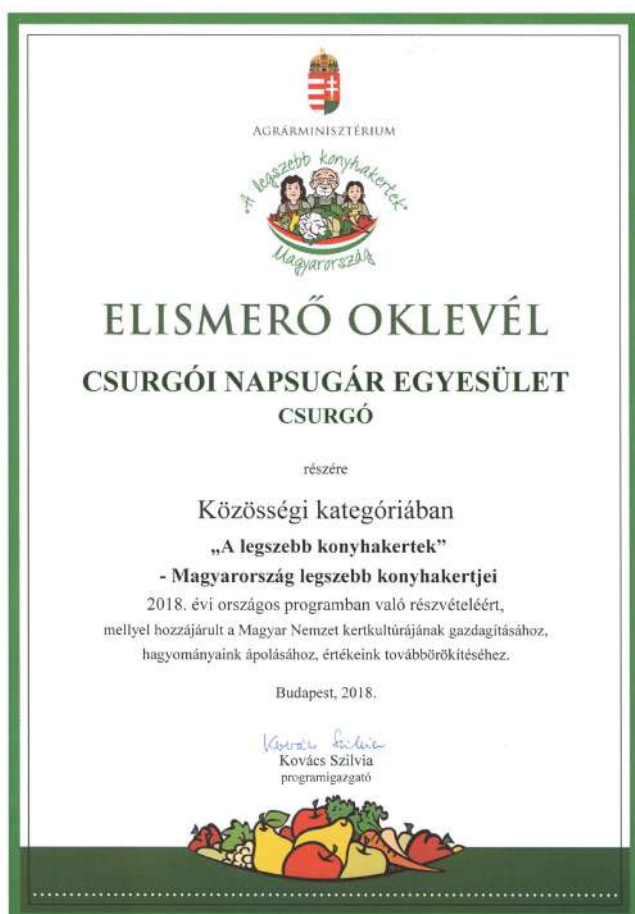 AGRÁRMINISZTÉRIUM
"A legszebb konyhakertek"
Magyarország
ELISMERŐ OKLEVÉL
CSURGÓI NAPSUGÁR EGYESÜLET
CSURGÓ
részére
Közösségi kategóriában
„A legszebb konyhakertek”
- Magyarország legszebb konyhakertjei
2018. évi országos programban való részvételéért,
mellyel hozzájárult a Magyar Nemzet kertkultúrájának gazdagításához,
hagyományaink ápolásához, értékeink továbbörökítéséhez.
Budapest, 2018.
Kovács Szilvia
Kovács Szilvia
programigazgató